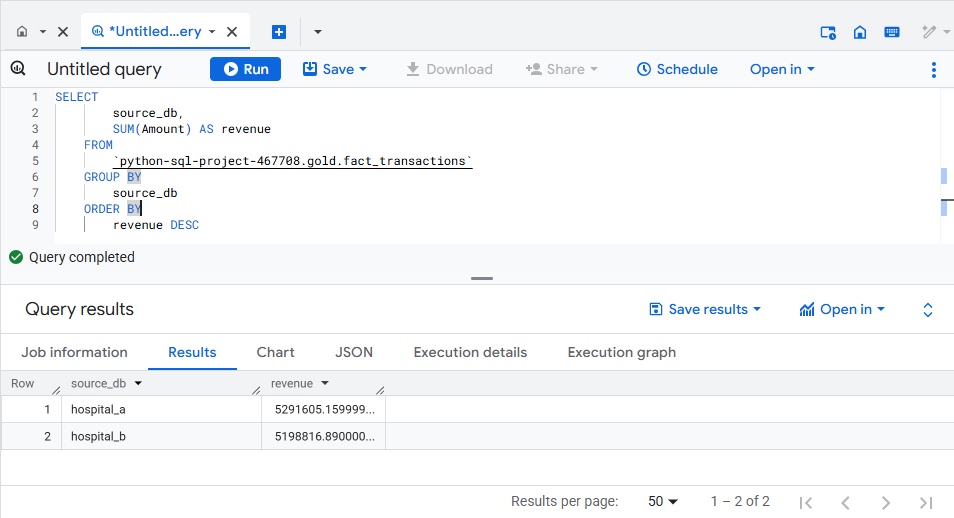 *Untitled...ery
Untitled query Run Save Download Share Schedule Open in
1 SELECT
2 source_db,
3 SUM(Amount) AS revenue
4 FROM
5 `python-sql-project-467708.gold.fact_transactions`
6 GROUP BY
7 source_db
8 ORDER BY
9 revenue DESC
Query completed
Query results Save results Open in
Job information Results Chart JSON Execution details Execution graph
Row source_db revenue
1 hospital_a 5291605.159999...
2 hospital_b 5198816.890000...
Results per page: 50 1 – 2 of 2